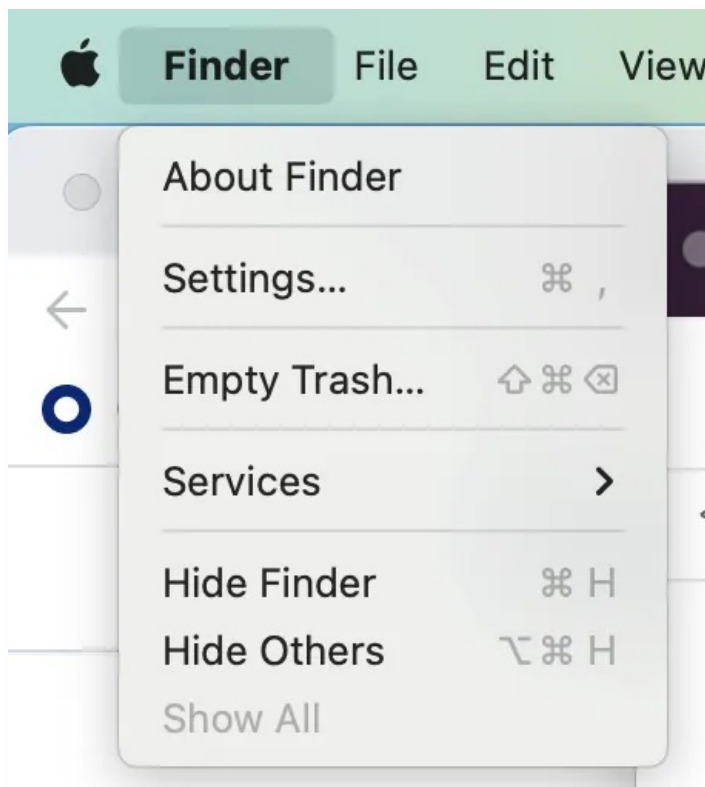 Finder File Edit View
About Finder
Settings... ⌘ ,
Empty Trash... ⇧⌘⌫
Services >
Hide Finder ⌘ H
Hide Others ⌥⌘ H
Show All